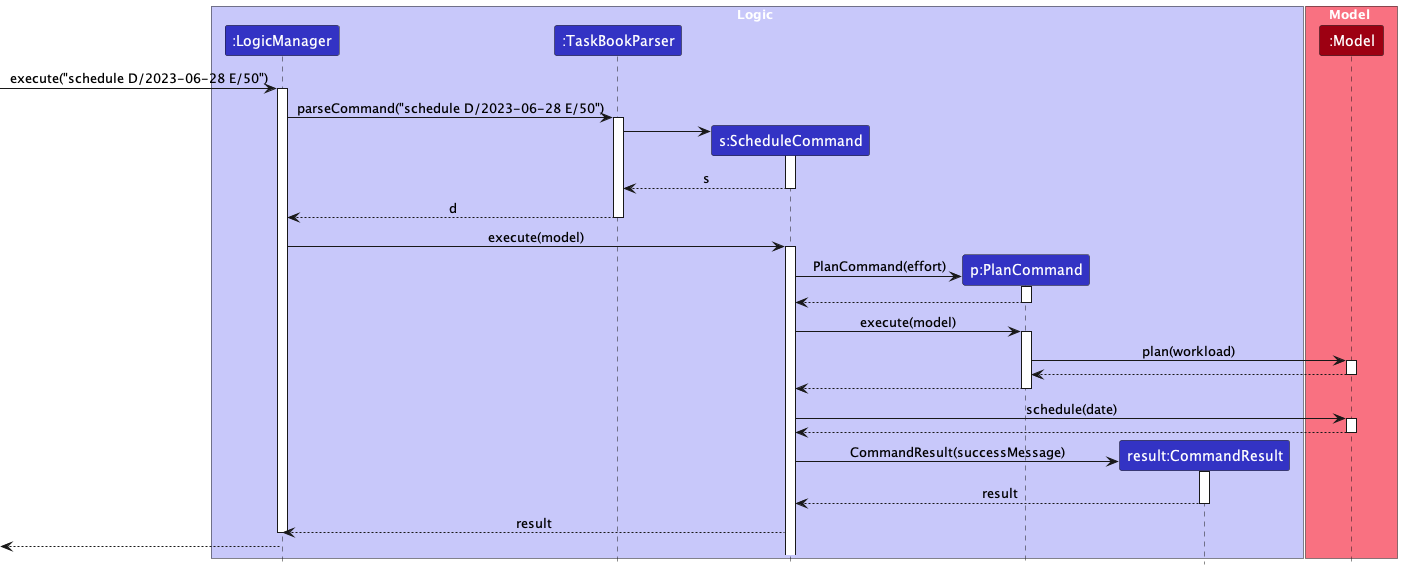 Logic
Model
:LogicManager
:TaskBookParser
:Model
execute("schedule D/2023-06-28 E/50")
parseCommand("schedule D/2023-06-28 E/50")
s:ScheduleCommand
s
d
execute(model)
PlanCommand(effort)
p:PlanCommand
execute(model)
plan(workload)
schedule(date)
CommandResult(successMessage)
result:CommandResult
result
result